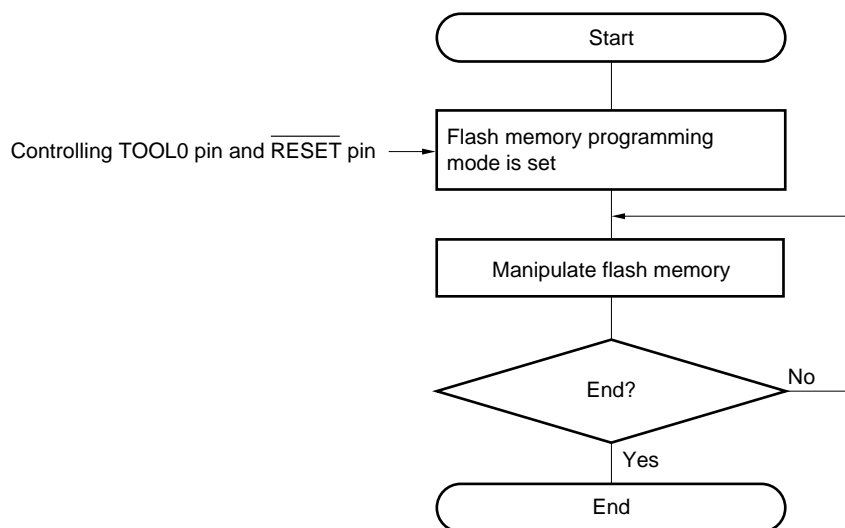 Start
Flash memory programming
mode is set
Controlling TOOL0 pin and R̅E̅S̅E̅T̅ pin
Manipulate flash memory
End?
No
Yes
End